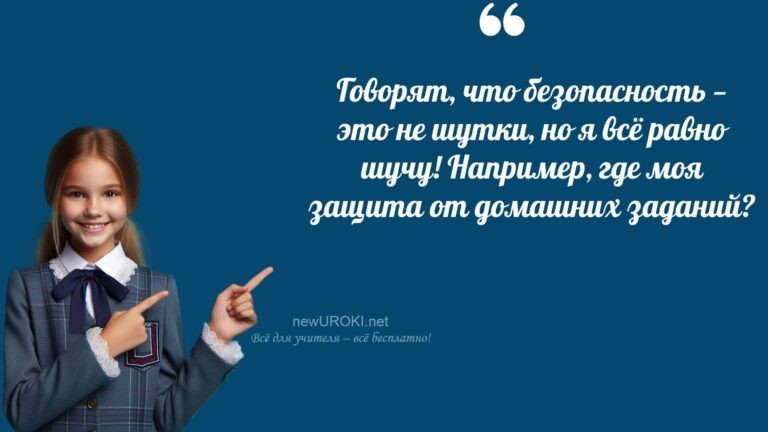 ❝
Говорят, что безопасность –
это не шутки, но я всё равно
шучу! Например, где моя
защита от домашних заданий?
newUROKI.net
Всё для учителя – всё бесплатно!